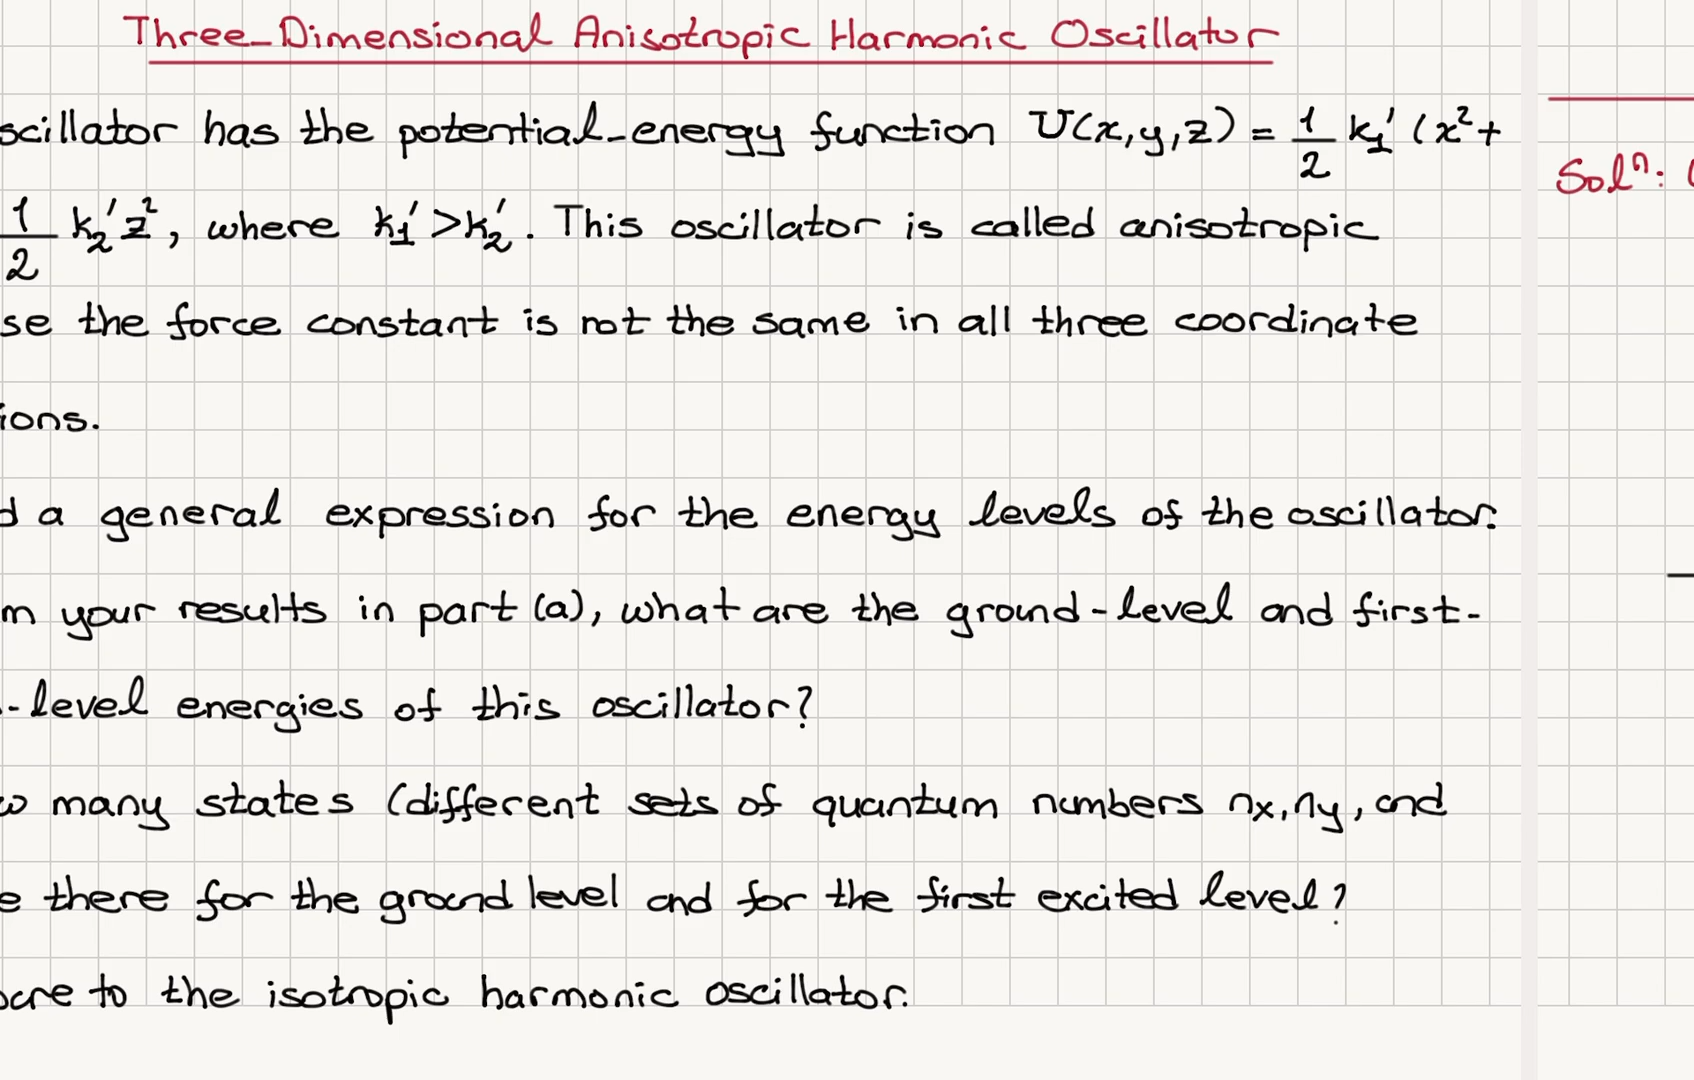 Three-Dimensional Anisotropic Harmonic Oscillator
scillator has the potential-energy function U(x,y,z) = 1/2 k₁' (x² +
1/2 k₂' z², where k₁' > k₂'. This oscillator is called anisotropic
se the force constant is not the same in all three coordinate
ions.
d a general expression for the energy levels of the oscillator.
m your results in part (a), what are the ground-level and first-
-level energies of this oscillator?
w many states (different sets of quantum numbers nx, ny, and
e there for the ground level and for the first excited level?
pare to the isotropic harmonic oscillator.
Solⁿ: (